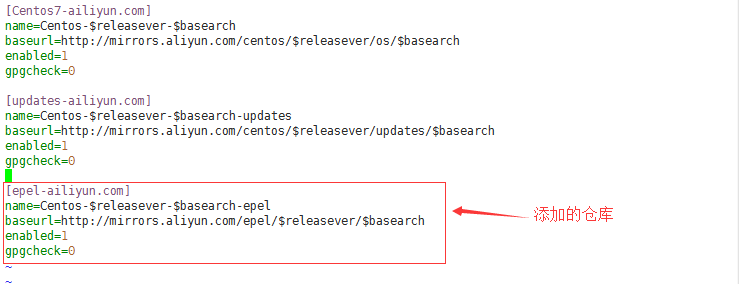 [Centos7-ailiyun.com]
name=Centos-$releasever-$basearch
baseurl=http://mirrors.aliyun.com/centos/$releasever/os/$basearch
enabled=1
gpgcheck=0
[updates-ailiyun.com]
name=Centos-$releasever-$basearch-updates
baseurl=http://mirrors.aliyun.com/centos/$releasever/updates/$basearch
enabled=1
gpgcheck=0
[epel-ailiyun.com]
name=Centos-$releasever-$basearch-epel
baseurl=http://mirrors.aliyun.com/epel/$releasever/$basearch
添加的仓库
enabled=1
gpgcheck=0
~
~